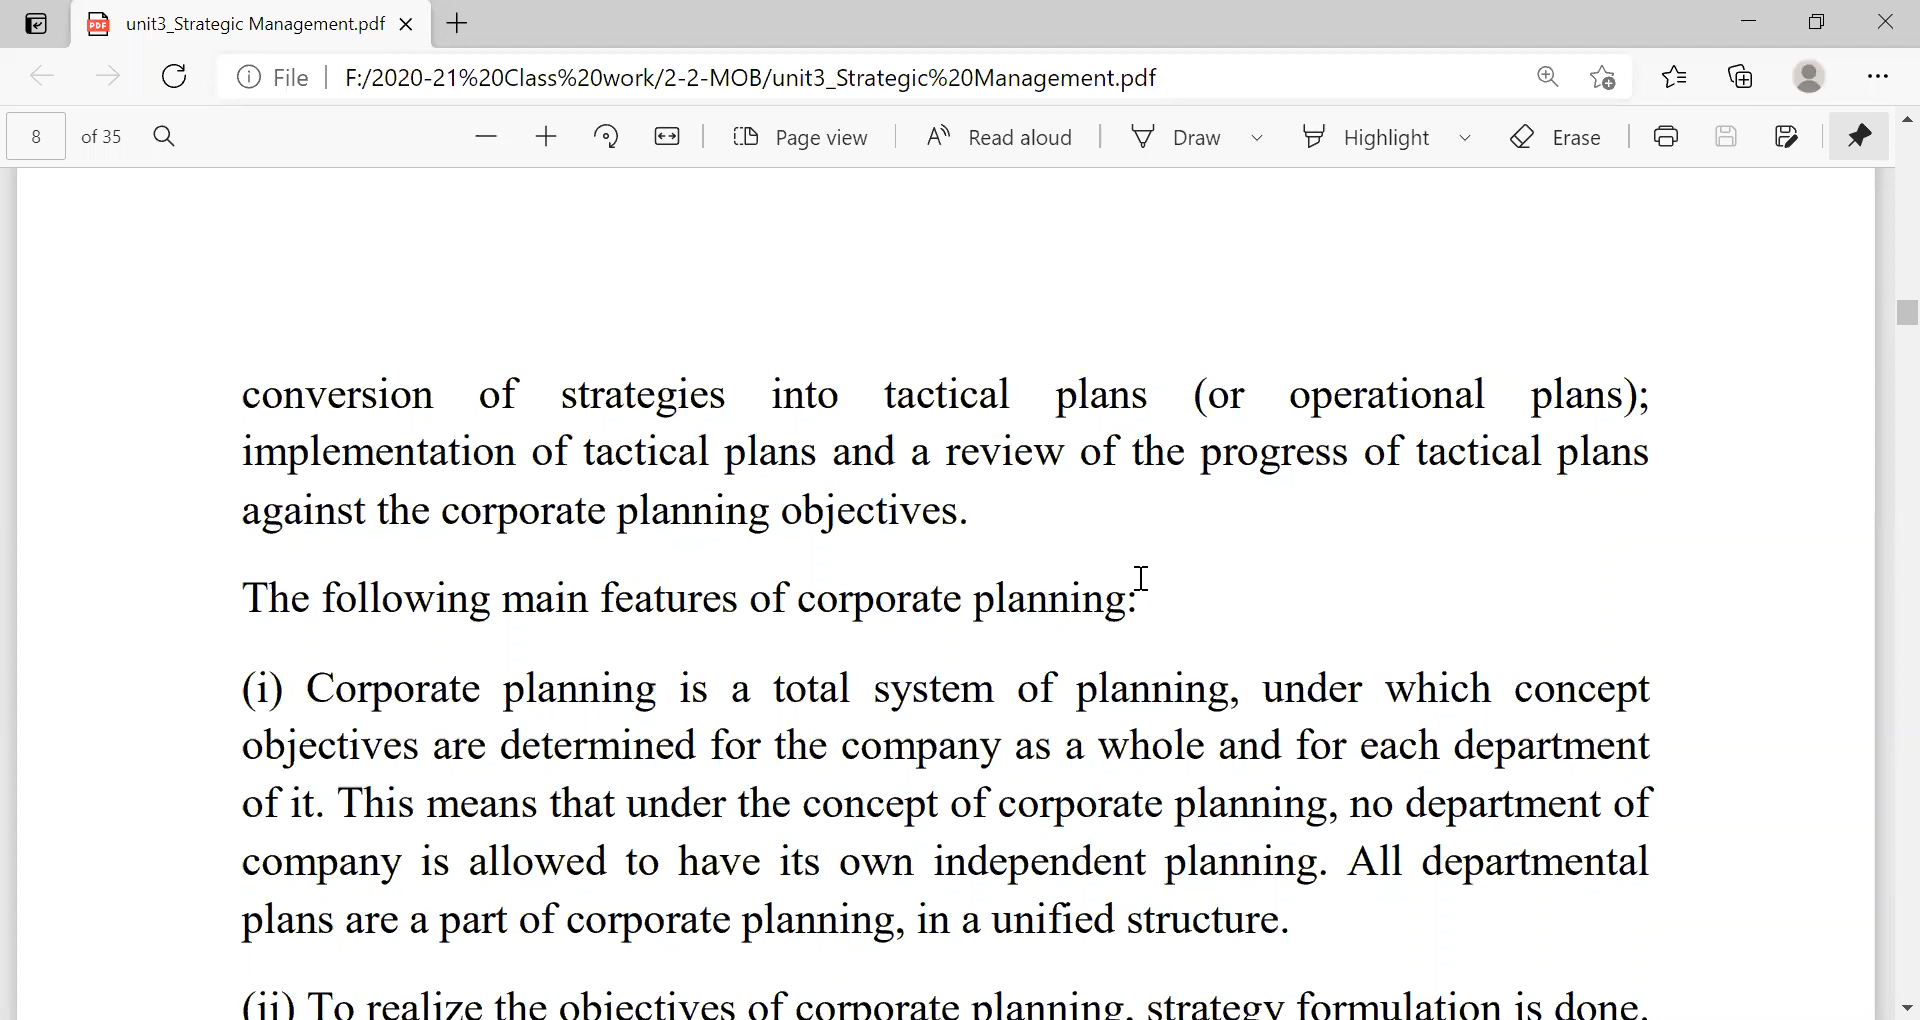 unit3_Strategic Management.pdf
File
F:/2020-21%20Class%20work/2-2-MOB/unit3_Strategic%20Management.pdf
8 of 35
Page view
Read aloud
Draw
Highlight
Erase
conversion of strategies into tactical plans (or operational plans);
implementation of tactical plans and a review of the progress of tactical plans
against the corporate planning objectives.
The following main features of corporate planning:
(i) Corporate planning is a total system of planning, under which concept
objectives are determined for the company as a whole and for each department
of it. This means that under the concept of corporate planning, no department of
company is allowed to have its own independent planning. All departmental
plans are a part of corporate planning, in a unified structure.
(ii) To realize the objectives of corporate planning, strategy formulation is done.